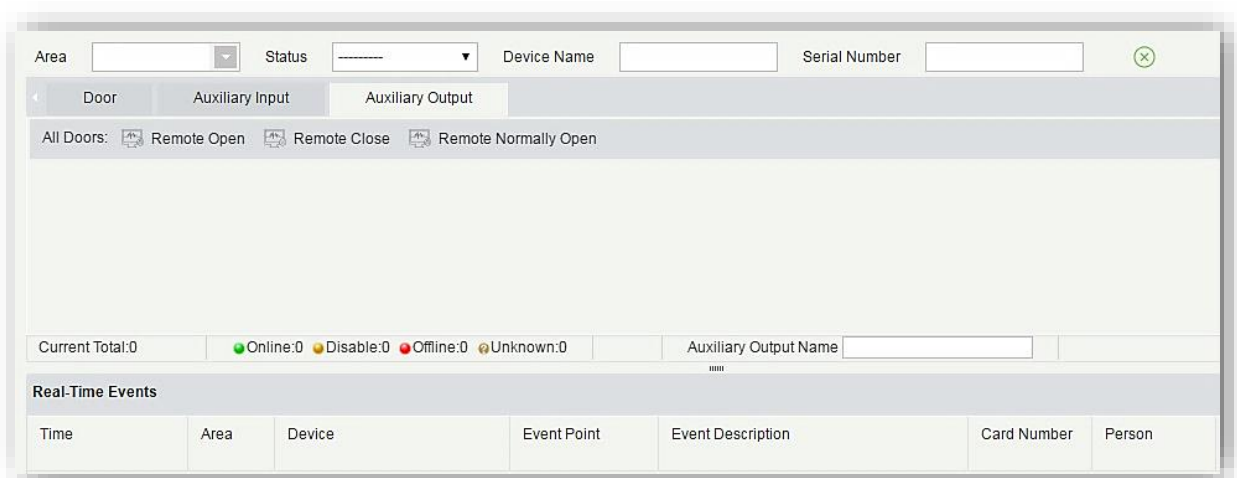 Area Status --------- Device Name Serial Number
Door Auxiliary Input Auxiliary Output
All Doors: Remote Open Remote Close Remote Normally Open
Current Total:0 Online:0 Disable:0 Offline:0 Unknown:0 Auxiliary Output Name
Real-Time Events
Time Area Device Event Point Event Description Card Number Person